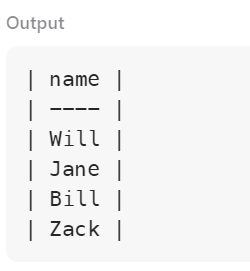 Output
| name |
| ---- |
| Will |
| Jane |
| Bill |
| Zack |